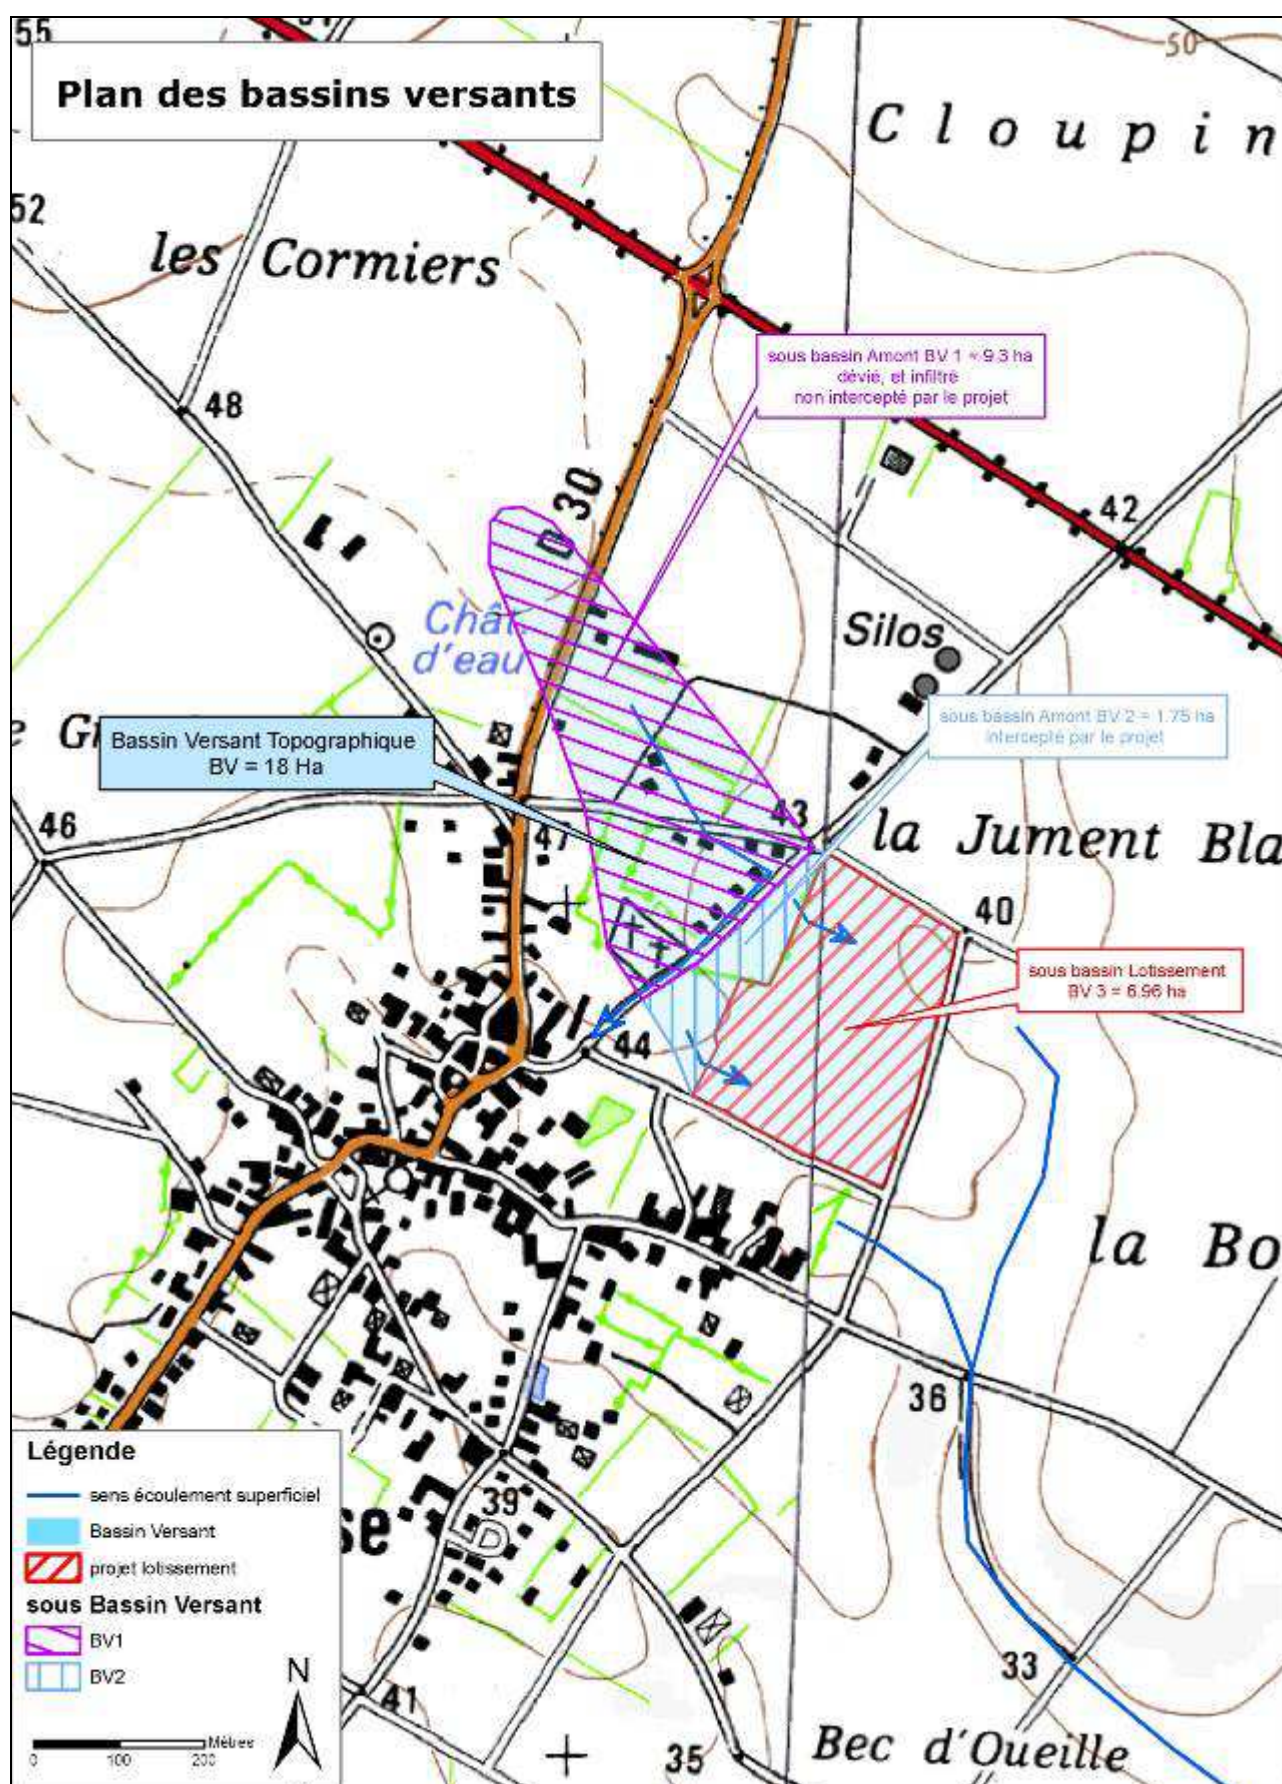 55
Plan des bassins versants
50
Cloupin
52
les Cormiers
sous bassin Amont BV 1 = 9.3 ha
dévié, et infiltré
non intercepté par le projet
48
30
42
Chât.
d'eau
Silos
sous bassin Amont BV 2 = 1.75 ha
intercepté par le projet
Bassin Versant Topographique
BV = 18 Ha
46
47
43
la Jument Bla
40
sous bassin Lotissement
BV 3 = 6.96 ha
44
la Bo
36
Légende
sens écoulement superficiel
Bassin Versant
projet lotissement
sous Bassin Versant
BV1
BV2
N
Mètres
0 100 200
se
39
33
41
35
Bec d'Oueille